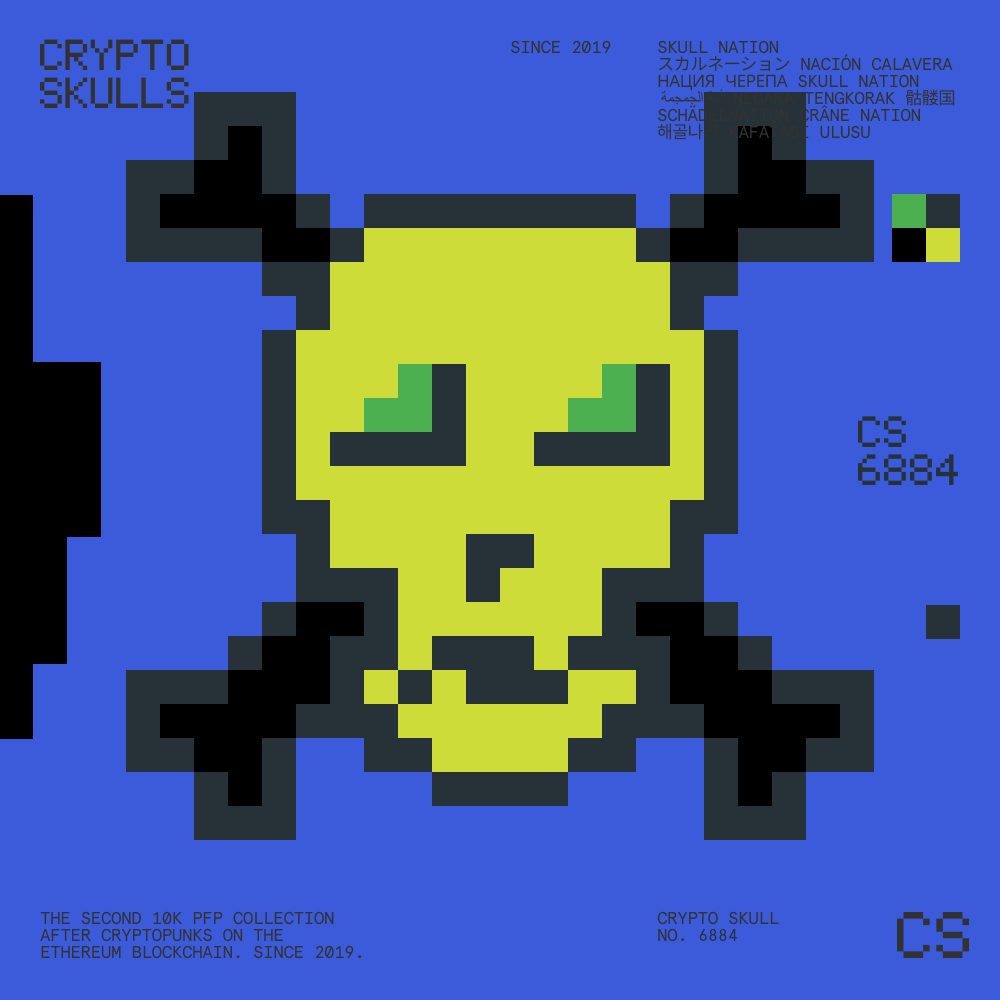 CRYPTO
SKULLS
SINCE 2019
SKULL NATION
スカルネーション NACIÓN CALAVERA
НАЦИЯ ЧЕРЕПА SKULL NATION
TENGKORAK 骷髅国
CRÂNE NATION
해골나 ULUSU
CS
6884
THE SECOND 10K PFP COLLECTION
AFTER CRYPTOPUNKS ON THE
ETHEREUM BLOCKCHAIN. SINCE 2019.
CRYPTO SKULL
NO. 6884
CS